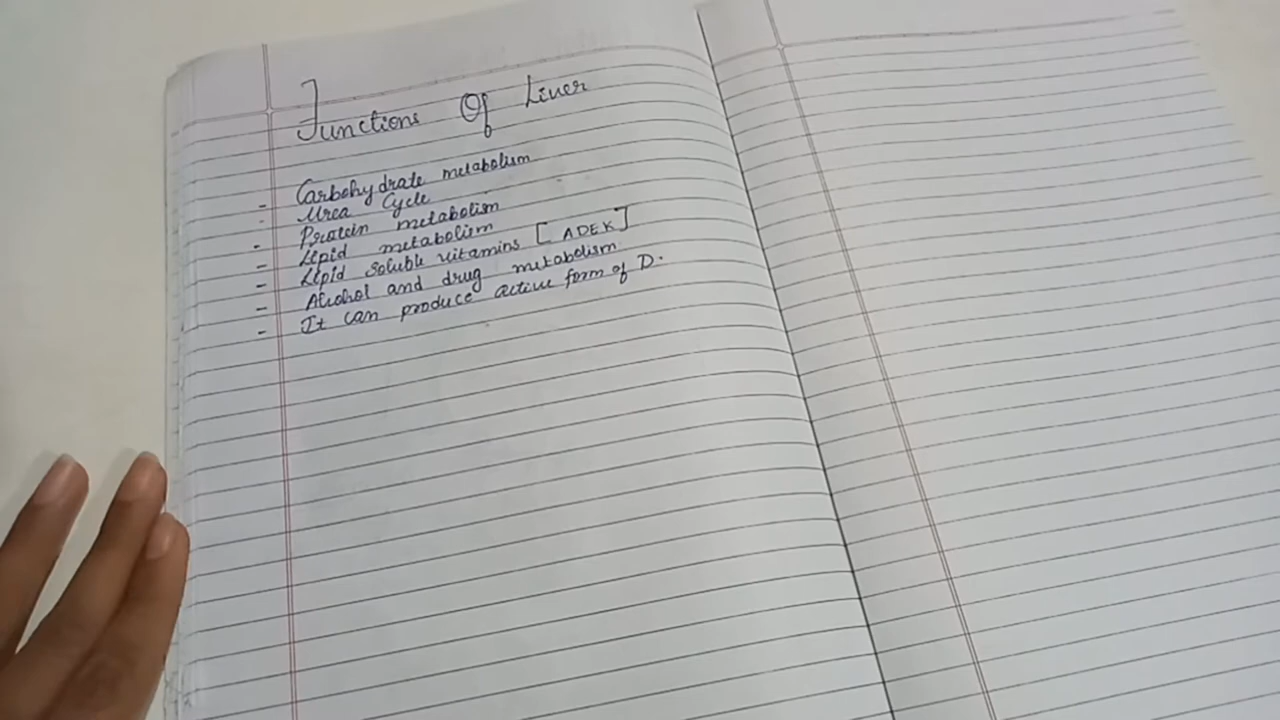 Functions Of Liver
- Carbohydrate metabolism
- Urea Cycle
- Protein metabolism
- Lipid metabolism
- Lipid soluble vitamins [ADEK]
- Alcohol and drug metabolism
- It can produce active form of D.